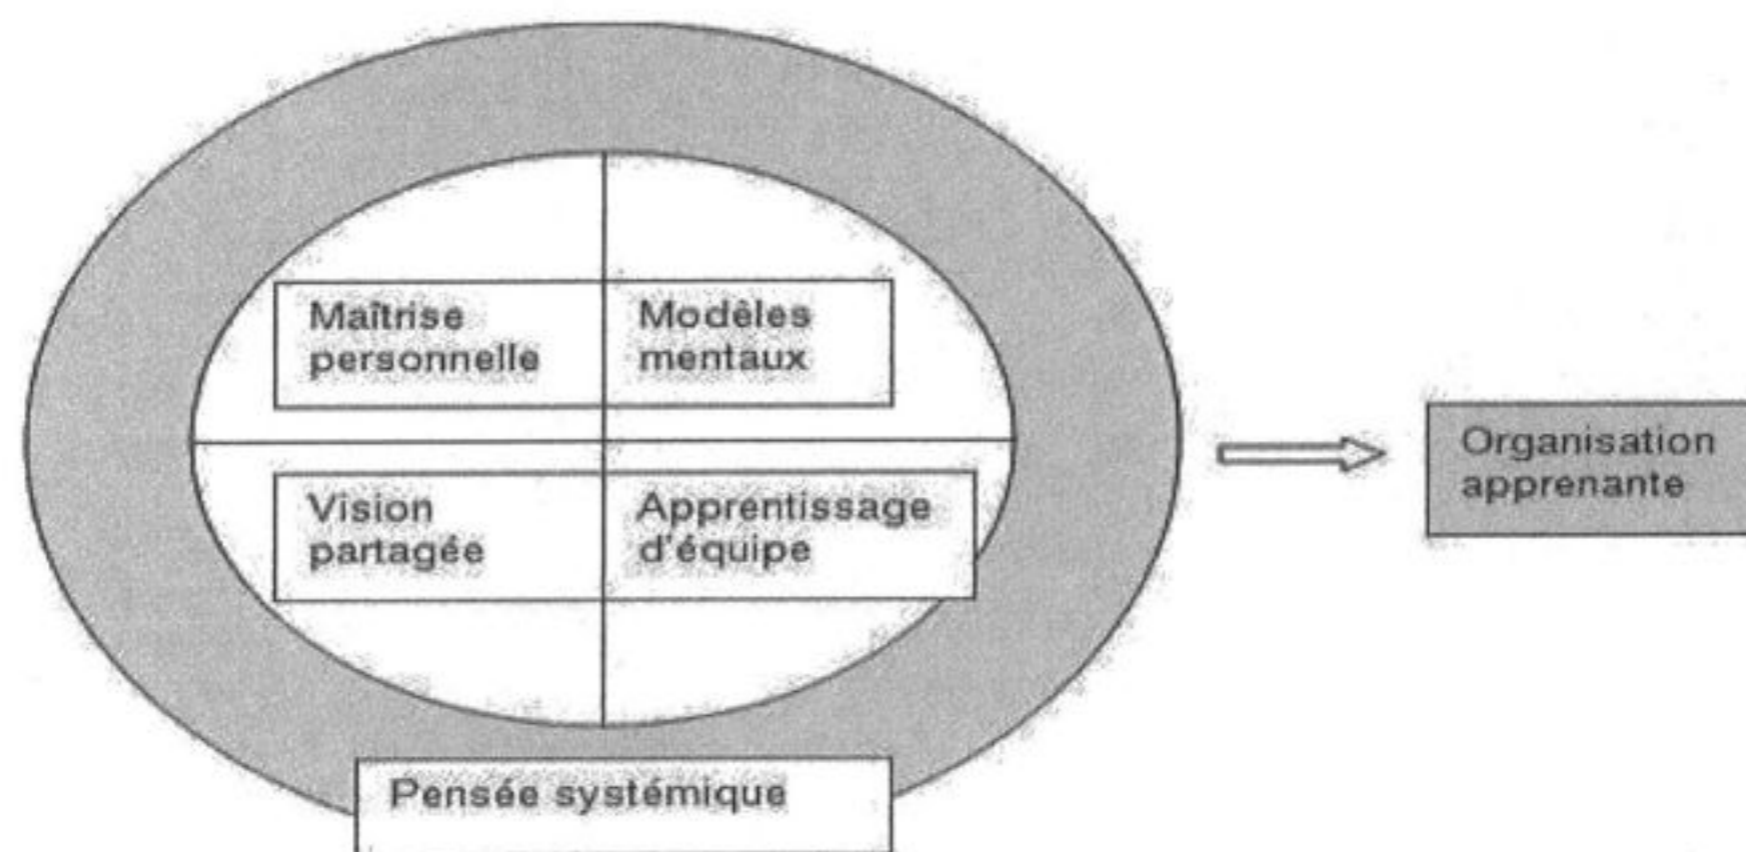 Maîtrise
personnelle
Modèles
mentaux
Vision
partagée
Apprentissage
d'équipe
Pensée systémique
Organisation
apprenante